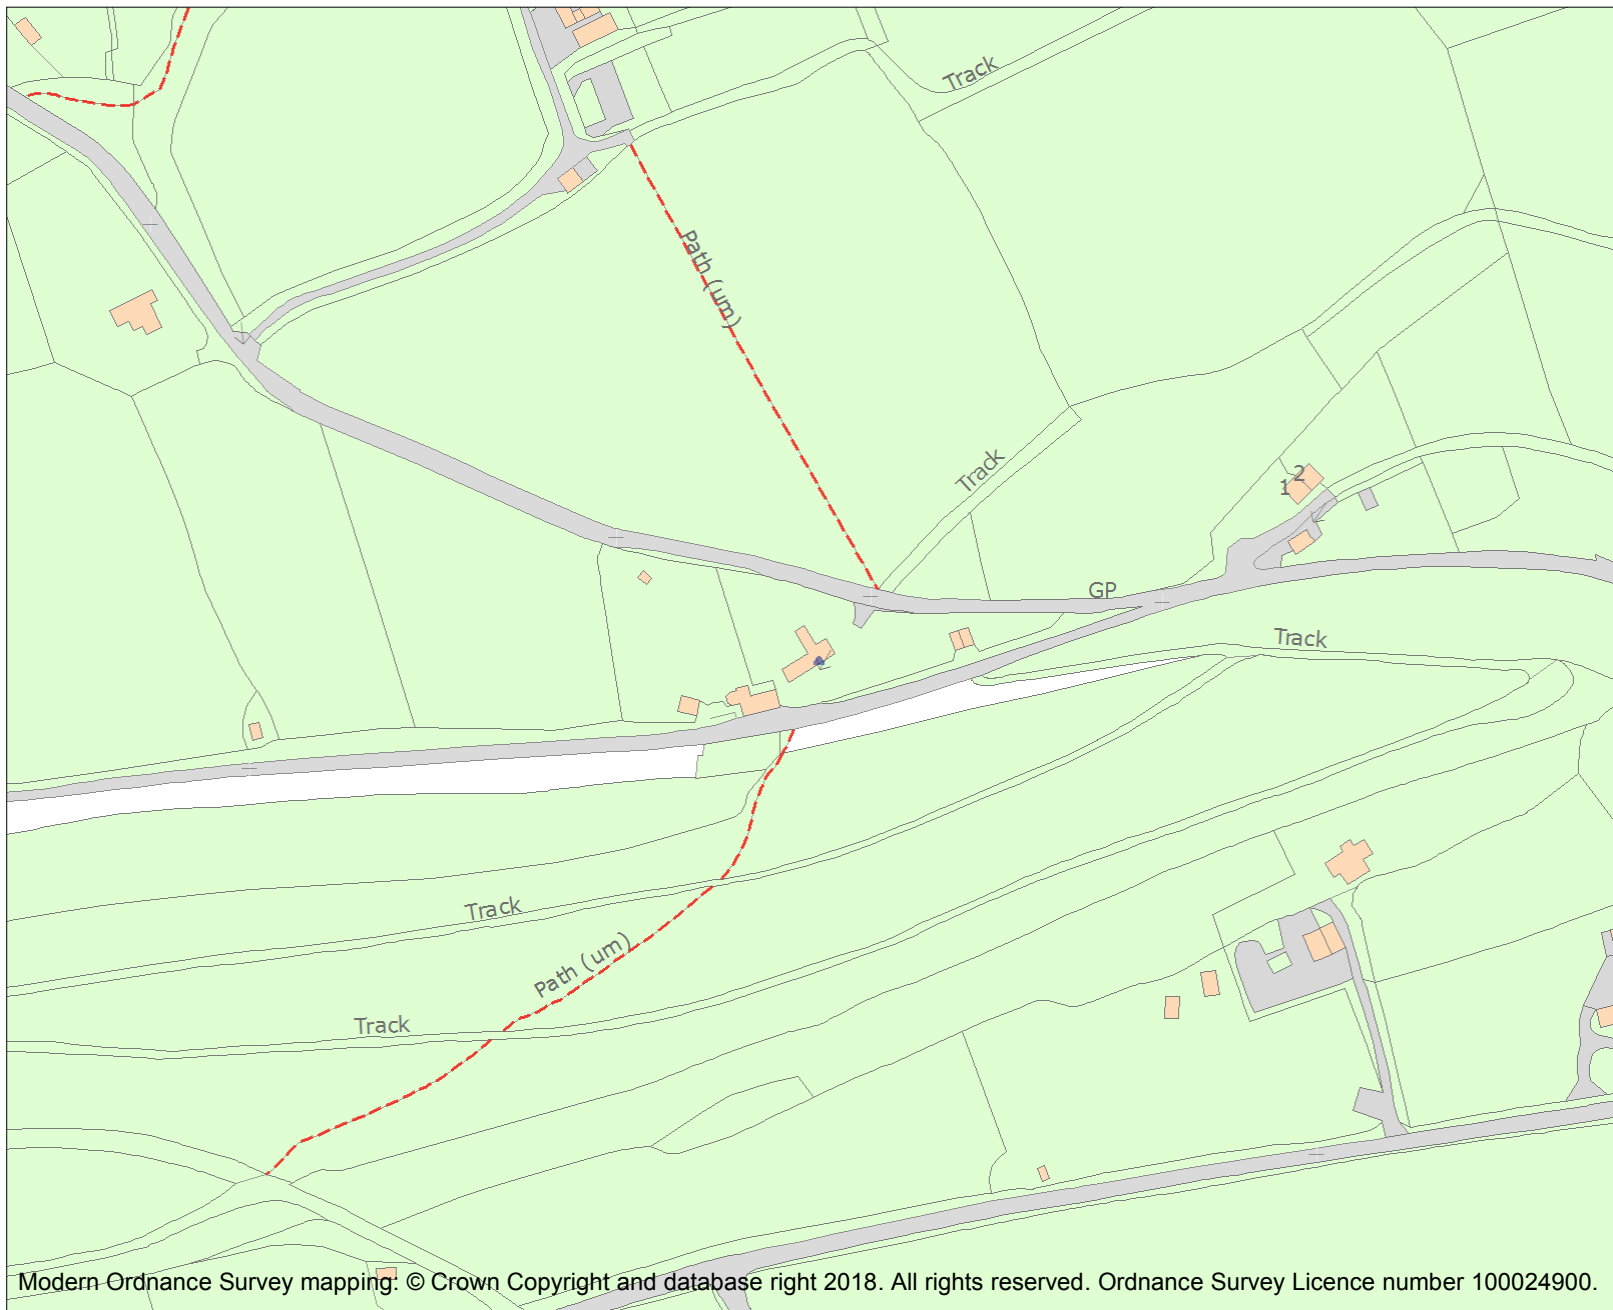 Track
Path (um)
Track
2
1
GP
Track
Track
Path (um)
Track
Modern Ordnance Survey mapping: © Crown Copyright and database right 2018. All rights reserved. Ordnance Survey Licence number 100024900.